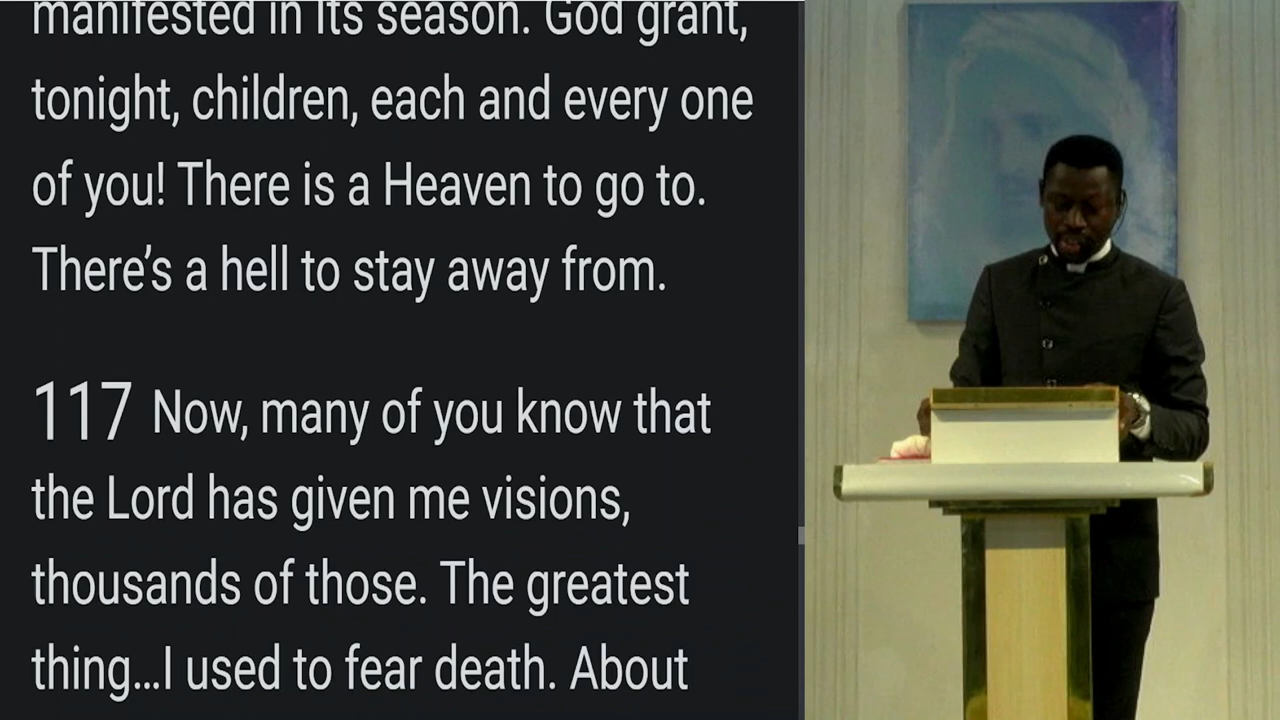 manifested in Its season. God grant,
tonight, children, each and every one
of you! There is a Heaven to go to.
There’s a hell to stay away from.
117 Now, many of you know that
the Lord has given me visions,
thousands of those. The greatest
thing…I used to fear death. About